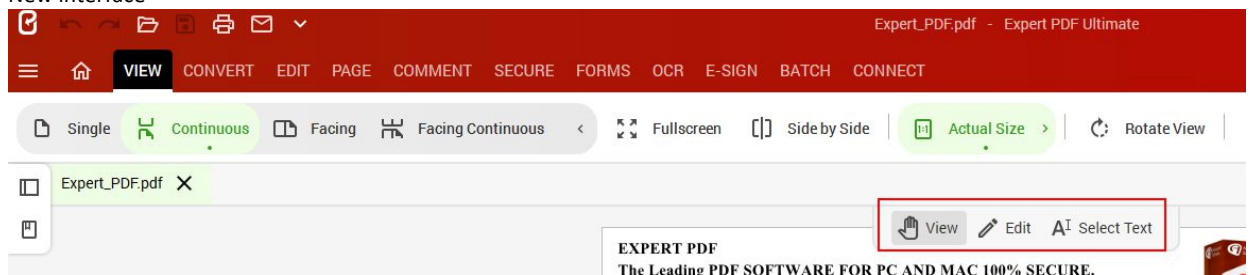 New interface
Expert_PDF.pdf - Expert PDF Ultimate
VIEW CONVERT EDIT PAGE COMMENT SECURE FORMS OCR E-SIGN BATCH CONNECT
Single Continuous Facing Facing Continuous Fullscreen Side by Side 1:1 Actual Size Rotate View
Expert_PDF.pdf
View Edit Select Text
EXPERT PDF
The Leading PDF SOFTWARE FOR PC AND MAC 100% SECURE.